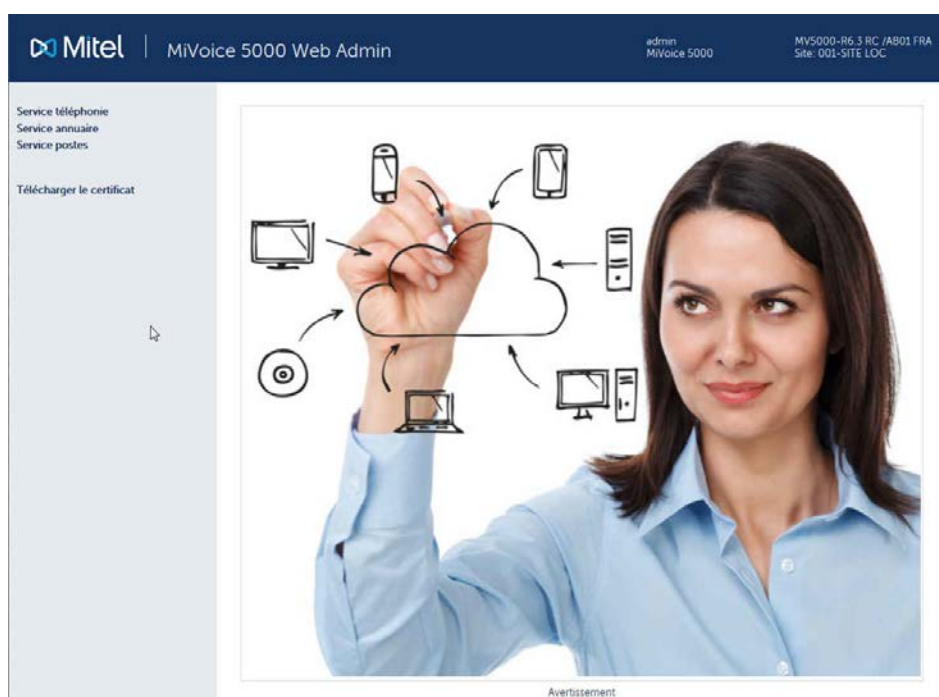 Mitel | MiVoice 5000 Web Admin
admin
MiVoice 5000
MV5000-R6.3 RC /AB01 FRA
Site: 001-SITE LOC
Service téléphonie
Service annuaire
Service postes
Télécharger le certificat
Avertissement